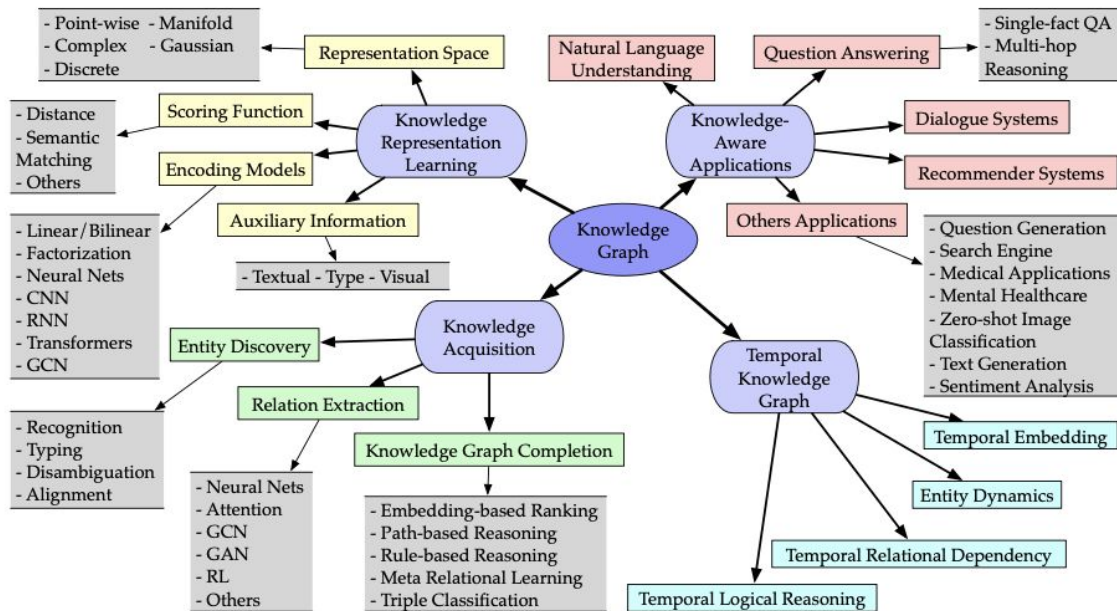 - Point-wise - Manifold
- Complex - Gaussian
- Discrete
Representation Space
Scoring Function
- Distance
- Semantic
Matching
- Others
Encoding Models
- Linear/Bilinear
- Factorization
- Neural Nets
- CNN
- RNN
- Transformers
- GCN
Auxiliary Information
- Textual - Type - Visual
Knowledge
Representation
Learning
Natural Language
Understanding
Question Answering
- Single-fact QA
- Multi-hop
Reasoning
Knowledge-
Aware
Applications
Dialogue Systems
Recommender Systems
Others Applications
- Question Generation
- Search Engine
- Medical Applications
- Mental Healthcare
- Zero-shot Image
Classification
- Text Generation
- Sentiment Analysis
Knowledge
Graph
Knowledge
Acquisition
Entity Discovery
- Recognition
- Typing
- Disambiguation
- Alignment
Relation Extraction
- Neural Nets
- Attention
- GCN
- GAN
- RL
- Others
Knowledge Graph Completion
- Embedding-based Ranking
- Path-based Reasoning
- Rule-based Reasoning
- Meta Relational Learning
- Triple Classification
Temporal
Knowledge
Graph
Temporal Embedding
Entity Dynamics
Temporal Relational Dependency
Temporal Logical Reasoning